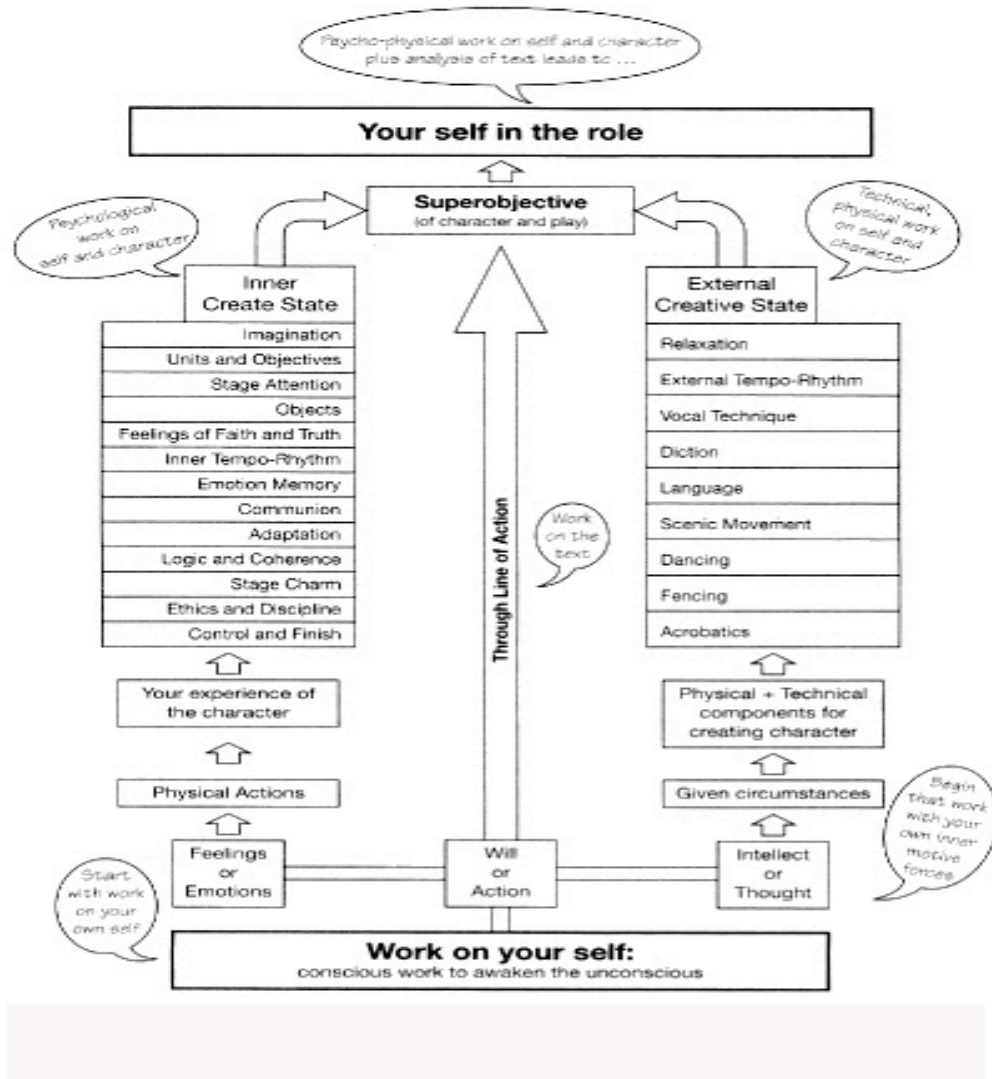 Psycho-physical work on self and character
plus analysis of text leads to ...
Your self in the role
Superobjective
(of character and play)
Psychological
work on
self and character
Technical,
physical work
on self and
character
Inner
Create State
Imagination
Units and Objectives
Stage Attention
Objects
Feelings of Faith and Truth
Inner Tempo-Rhythm
Emotion Memory
Communion
Adaptation
Logic and Coherence
Stage Charm
Ethics and Discipline
Control and Finish
Your experience of
the character
Physical Actions
Feelings
or
Emotions
Start
with work
on your
own self
Through Line of Action
Work
on the
text
Will
or
Action
External
Creative State
Relaxation
External Tempo-Rhythm
Vocal Technique
Diction
Language
Scenic Movement
Dancing
Fencing
Acrobatics
Physical + Technical
components for
creating character
Given circumstances
Intellect
or
Thought
Begin
that work
with your
own inner
motive
forces
Work on your self:
conscious work to awaken the unconscious